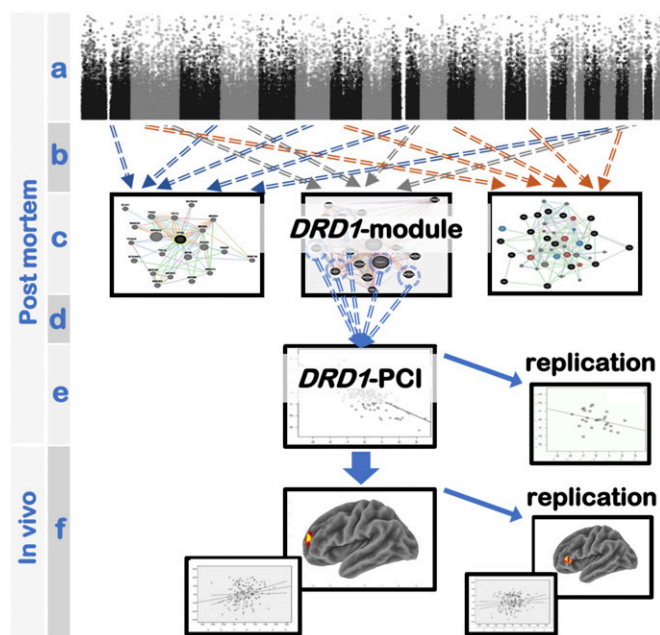 Post mortem
In vivo
a
b
c
d
e
f
DRD1-module
DRD1-PCI
replication
replication